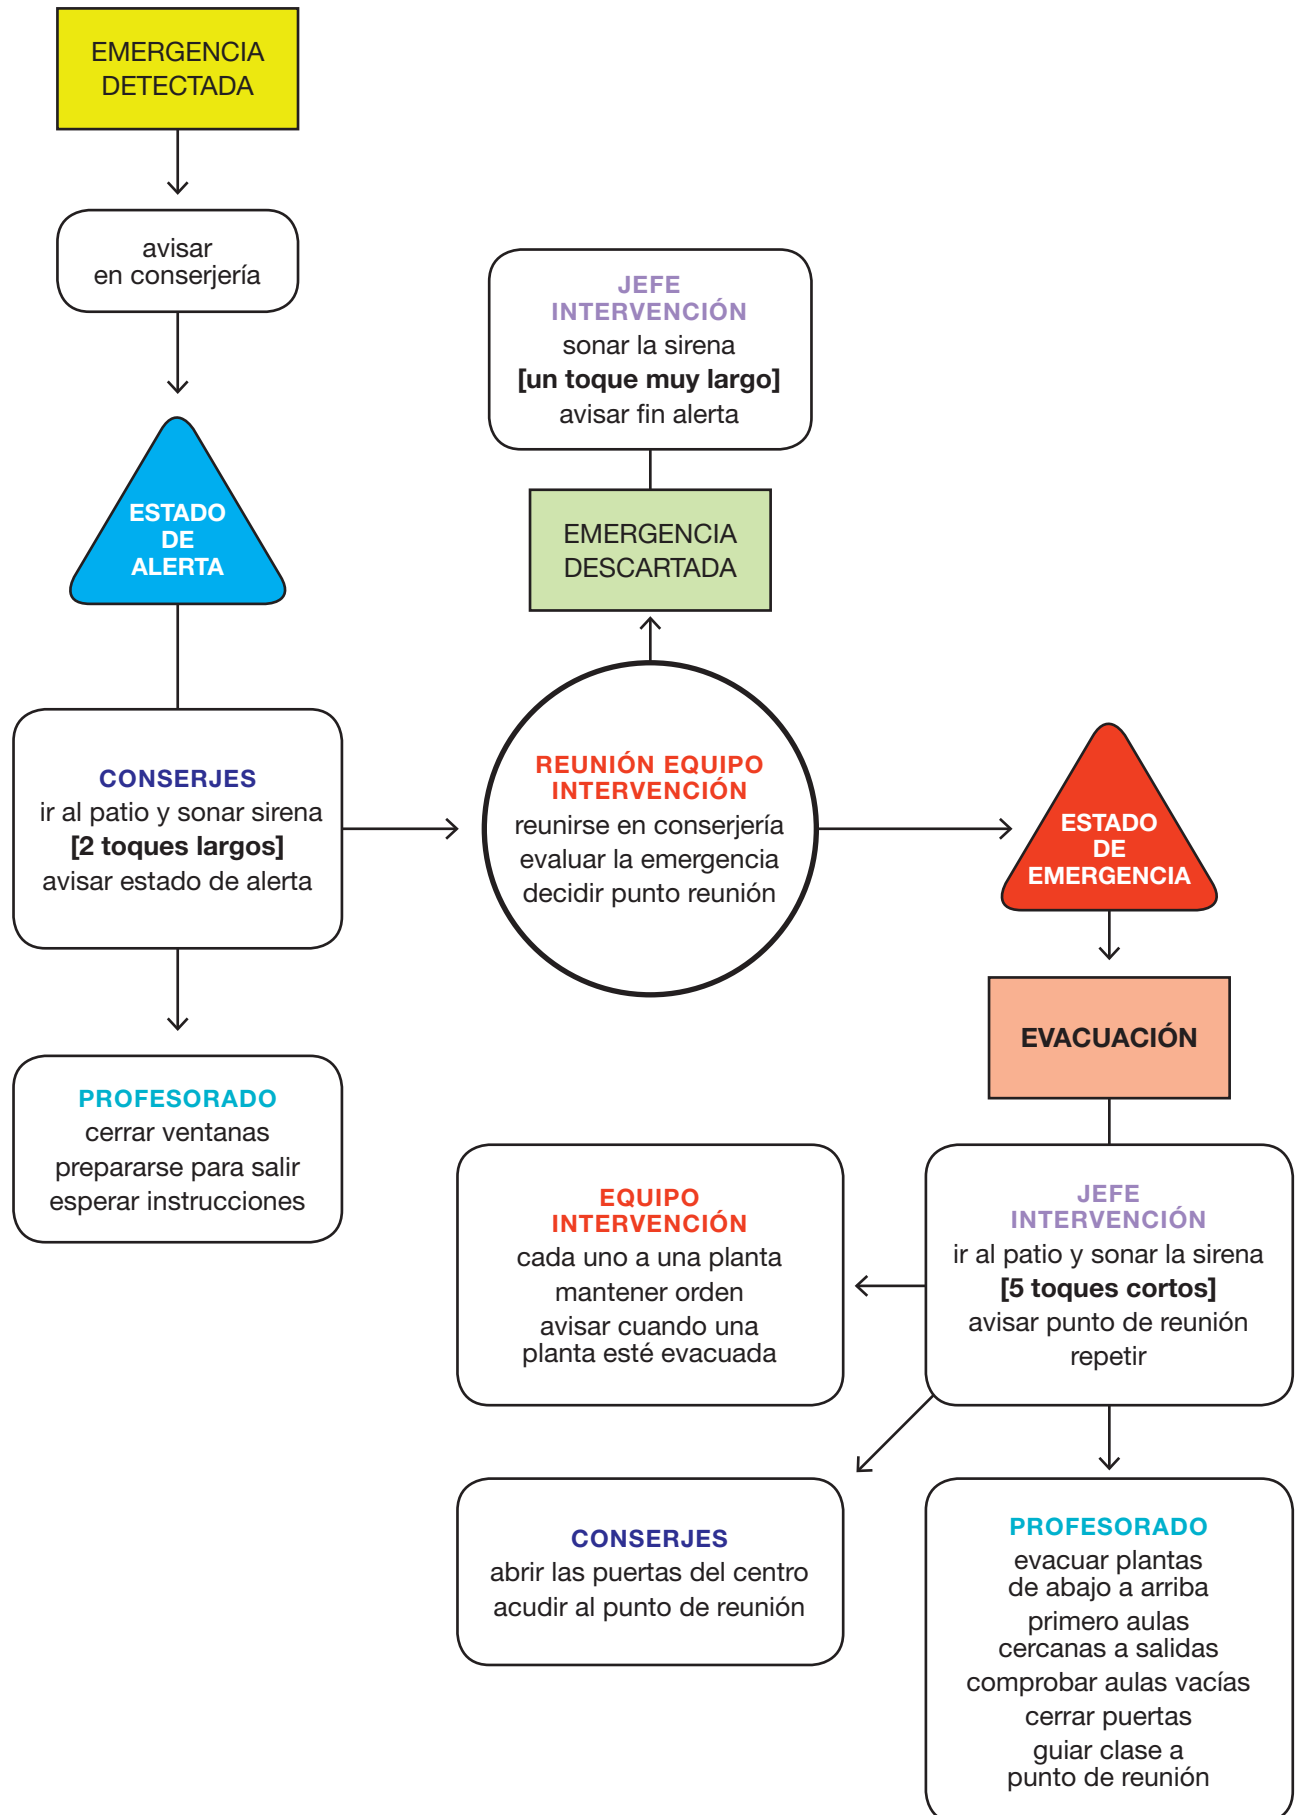 EMERGENCIA
DETECTADA
avisar
en conserjería
ESTADO
DE
ALERTA
CONSERJES
ir al patio y sonar sirena
[2 toques largos]
avisar estado de alerta
PROFESORADO
cerrar ventanas
prepararse para salir
esperar instrucciones
JEFE
INTERVENCIÓN
sonar la sirena
[un toque muy largo]
avisar fin alerta
EMERGENCIA
DESCARTADA
REUNIÓN EQUIPO
INTERVENCIÓN
reunirse en conserjería
evaluar la emergencia
decidir punto reunión
ESTADO
DE
EMERGENCIA
EVACUACIÓN
JEFE
INTERVENCIÓN
ir al patio y sonar la sirena
[5 toques cortos]
avisar punto de reunión
repetir
EQUIPO
INTERVENCIÓN
cada uno a una planta
mantener orden
avisar cuando una
planta esté evacuada
CONSERJES
abrir las puertas del centro
acudir al punto de reunión
PROFESORADO
evacuar plantas
de abajo a arriba
primero aulas
cercanas a salidas
comprobar aulas vacías
cerrar puertas
guiar clase a
punto de reunión